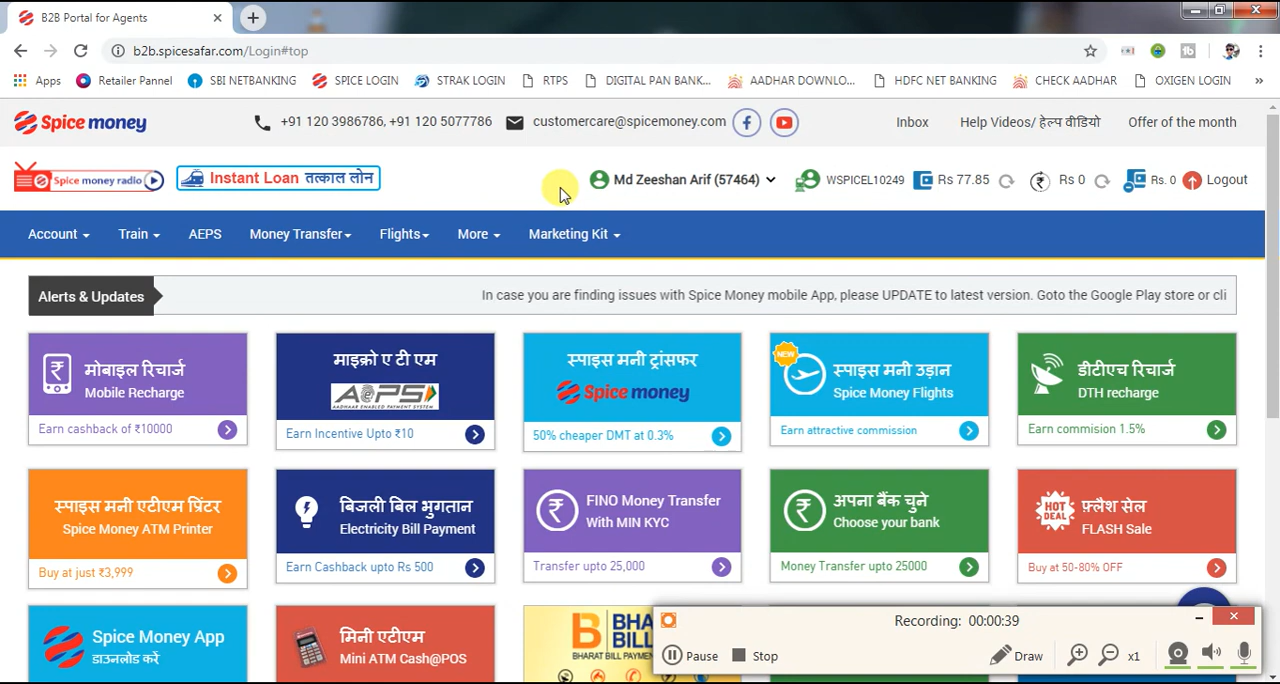 B2B Portal for Agents
b2b.spicesafar.com/Login#top
Apps Retailer Pannel SBI NETBANKING SPICE LOGIN STRAK LOGIN RTPS DIGITAL PAN BANK... AADHAR DOWNLO... HDFC NET BANKING CHECK AADHAR OXIGEN LOGIN »
Spice money +91 120 3986786, +91 120 5077786 customercare@spicemoney.com Inbox Help Videos/ हेल्प वीडियो Offer of the month
Spice money radio Instant Loan तत्काल लोन Md Zeeshan Arif (57464) WSPICEL10249 Rs 77.85 Rs 0 Rs. 0 Logout
Account Train AEPS Money Transfer Flights More Marketing Kit
Alerts & Updates In case you are finding issues with Spice Money mobile App, please UPDATE to latest version. Goto the Google Play store or cli
मोबाइल रिचार्ज
Mobile Recharge
Earn cashback of ₹10000
माइक्रो ए टी एम
AePS
AADHAAR ENABLED PAYMENT SYSTEM
Earn Incentive Upto ₹10
स्पाइस मनी ट्रांसफर
Spice money
50% cheaper DMT at 0.3%
NEW
स्पाइस मनी उड़ान
Spice Money Flights
Earn attractive commission
डीटीएच रिचार्ज
DTH recharge
Earn commision 1.5%
स्पाइस मनी एटीएम प्रिंटर
Spice Money ATM Printer
Buy at just ₹3,999
बिजली बिल भुगतान
Electricity Bill Payment
Earn Cashback upto Rs 500
FINO Money Transfer
With MIN KYC
Transfer upto 25,000
अपना बैंक चुने
Choose your bank
Money Transfer upto 25000
HOT DEAL
फ़्लैश सेल
FLASH Sale
Buy at 50-80% OFF
Spice Money App
डाउनलोड करें
मिनी एटीएम
Mini ATM Cash@POS
B BHA
BILL
BHARAT BILL PAYMEN
Recording: 00:00:39
Pause Stop Draw x1